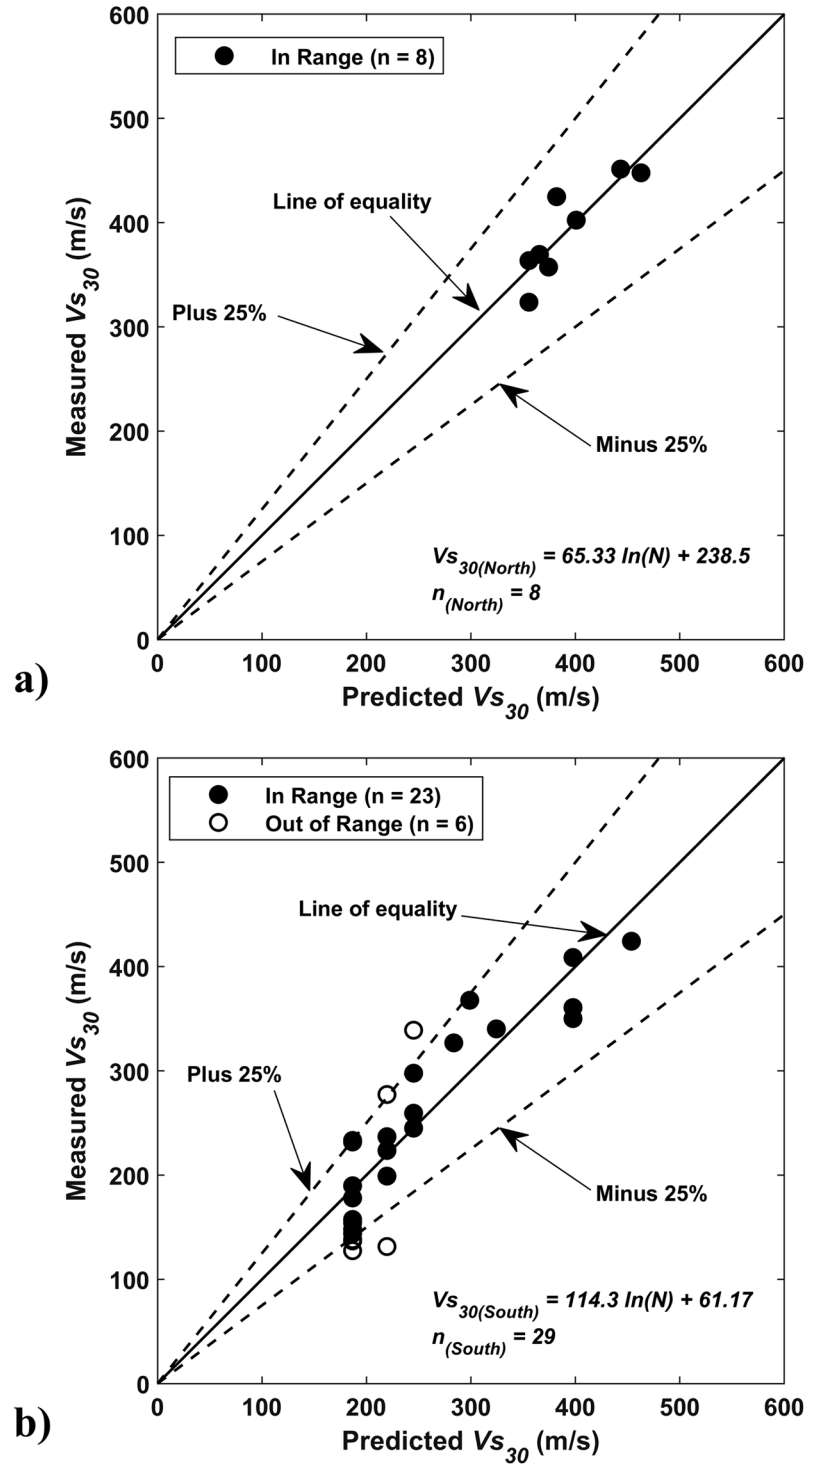 600
In Range (n = 8)
500
Line of equality
400
Plus 25%
300
Minus 25%
200
100
Vs30(North) = 65.33 ln(N) + 238.5
n(North) = 8
0
Measured Vs30 (m/s)
0 100 200 300 400 500 600
a)
Predicted Vs30 (m/s)
600
In Range (n = 23)
Out of Range (n = 6)
500
Line of equality
400
Plus 25%
300
Minus 25%
200
100
Vs30(South) = 114.3 ln(N) + 61.17
n(South) = 29
0
Measured Vs30 (m/s)
0 100 200 300 400 500 600
b)
Predicted Vs30 (m/s)